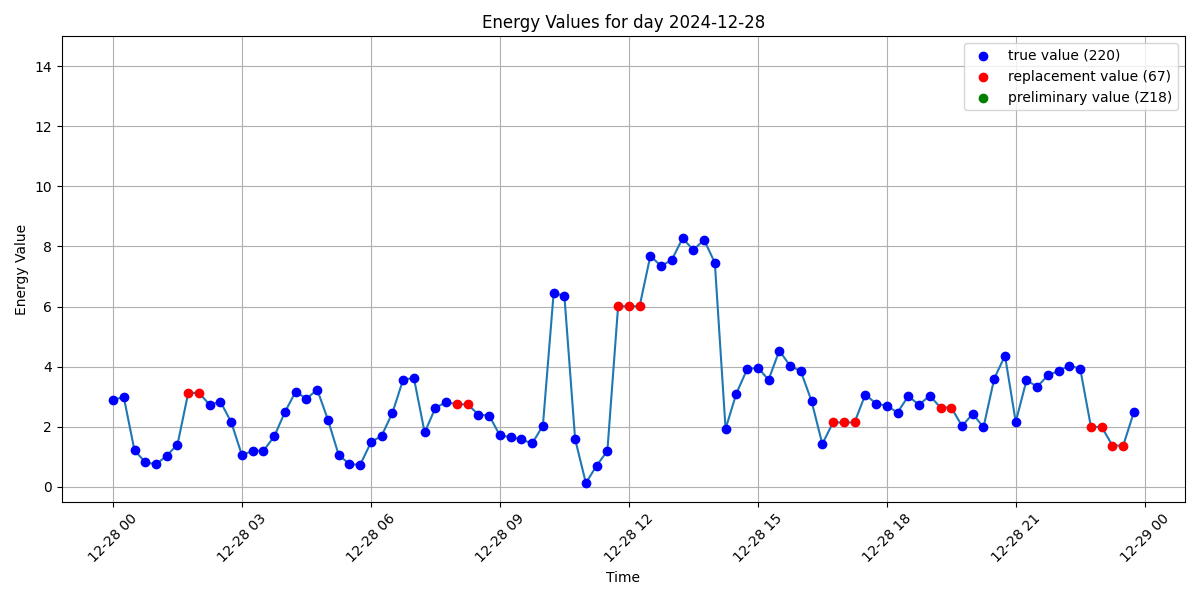 Energy Values for day 2024-12-28
true value (220)
replacement value (67)
preliminary value (Z18)
Energy Value
14
12
10
8
6
4
2
0
12-28 00
12-28 03
12-28 06
12-28 09
12-28 12
12-28 15
12-28 18
12-28 21
12-29 00
Time